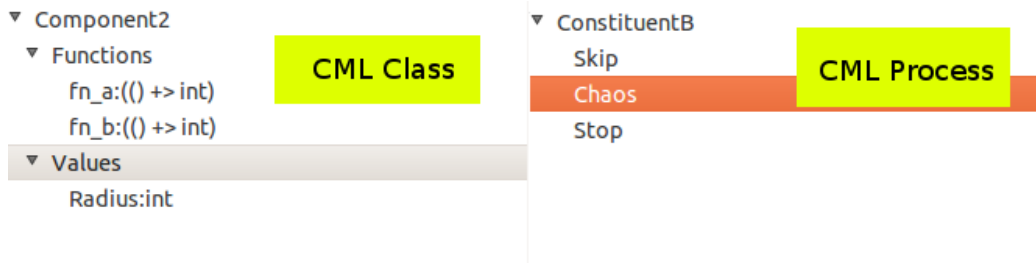 Component2
Functions
fn_a:(() +> int)
fn_b:(() +> int)
Values
Radius:int
CML Class
ConstituentB
Skip
Chaos
Stop
CML Process